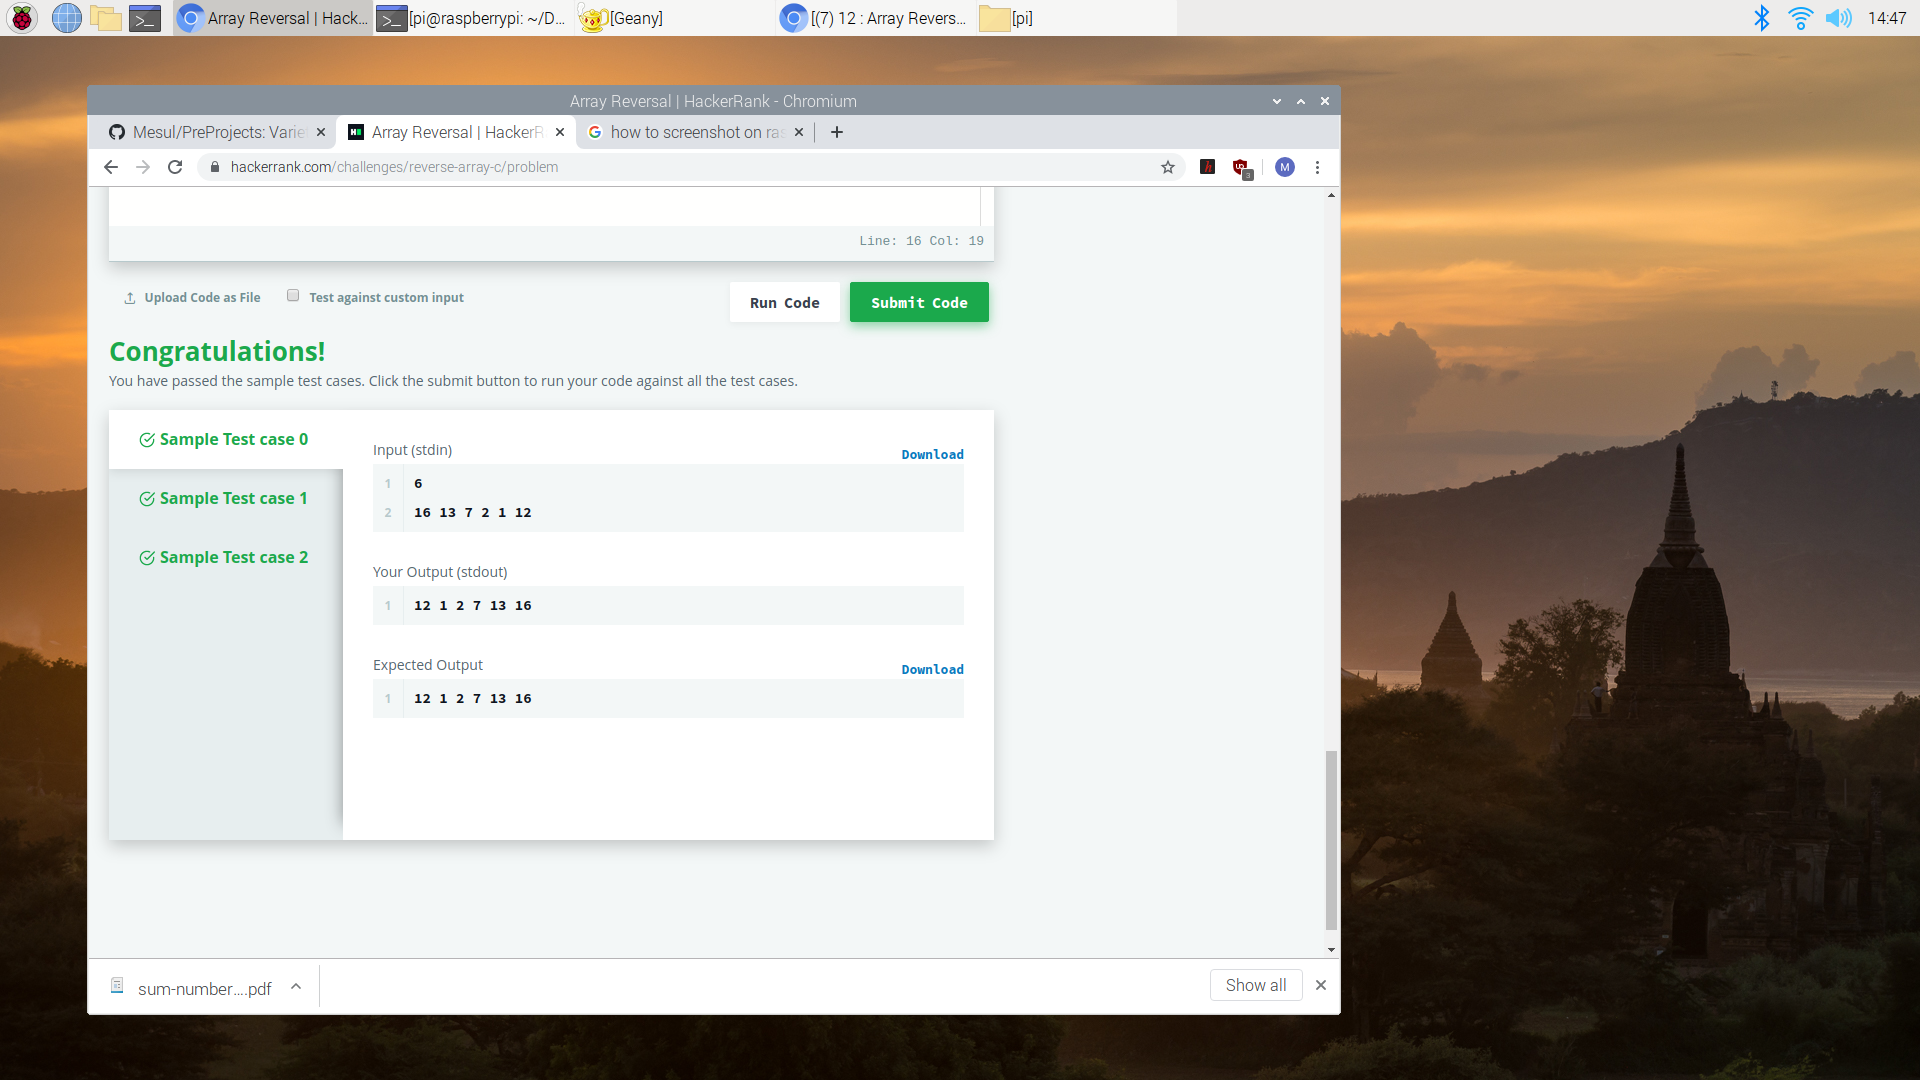 Array Reversal | Hack...
[pi@raspberrypi: ~/D...
[Geany]
[(7) 12 : Array Revers...
[pi]
14:47
Array Reversal | HackerRank - Chromium
Mesul/PreProjects: Varie
Array Reversal | HackerR
how to screenshot on ras
hackerrank.com/challenges/reverse-array-c/problem
3
M
Line: 16 Col: 19
Upload Code as File
Test against custom input
Run Code
Submit Code
Congratulations!
You have passed the sample test cases. Click the submit button to run your code against all the test cases.
Sample Test case 0
Sample Test case 1
Sample Test case 2
Input (stdin)
Download
1 6
2 16 13 7 2 1 12
Your Output (stdout)
1 12 1 2 7 13 16
Expected Output
Download
1 12 1 2 7 13 16
sum-number....pdf
Show all